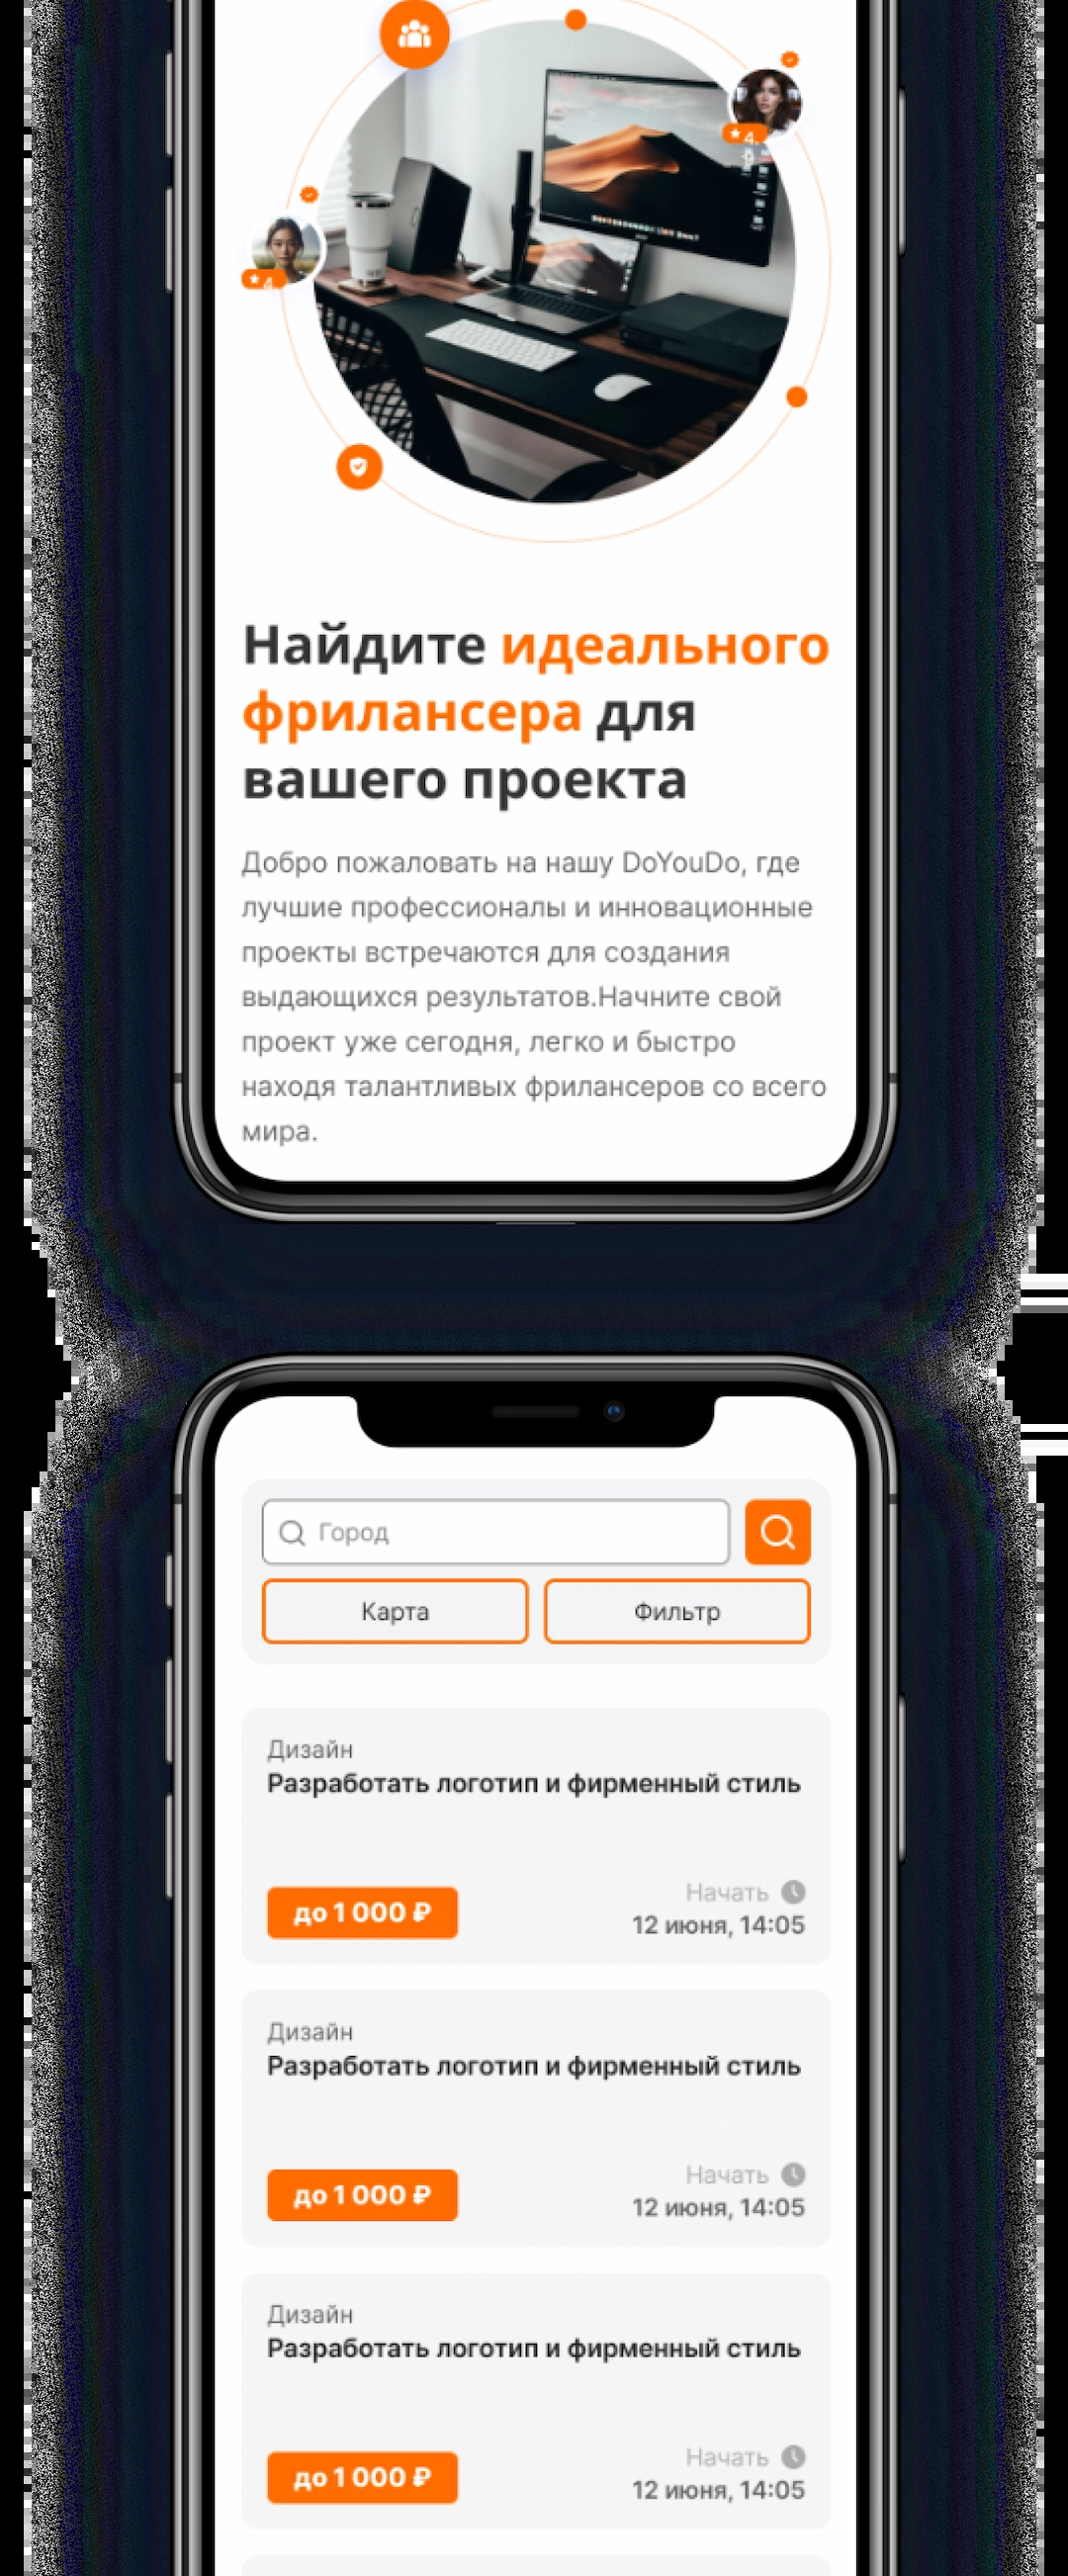 4.
4.
Найдите идеального
фрилансера для
вашего проекта
Добро пожаловать на нашу DoYouDo, где
лучшие профессионалы и инновационные
проекты встречаются для создания
выдающихся результатов.Начните свой
проект уже сегодня, легко и быстро
находя талантливых фрилансеров со всего
мира.
Город
Карта Фильтр
Дизайн
Разработать логотип и фирменный стиль
Начать
до 1 000 ₽
12 июня, 14:05
Дизайн
Разработать логотип и фирменный стиль
Начать
до 1 000 ₽
12 июня, 14:05
Дизайн
Разработать логотип и фирменный стиль
Начать
до 1 000 ₽
12 июня, 14:05